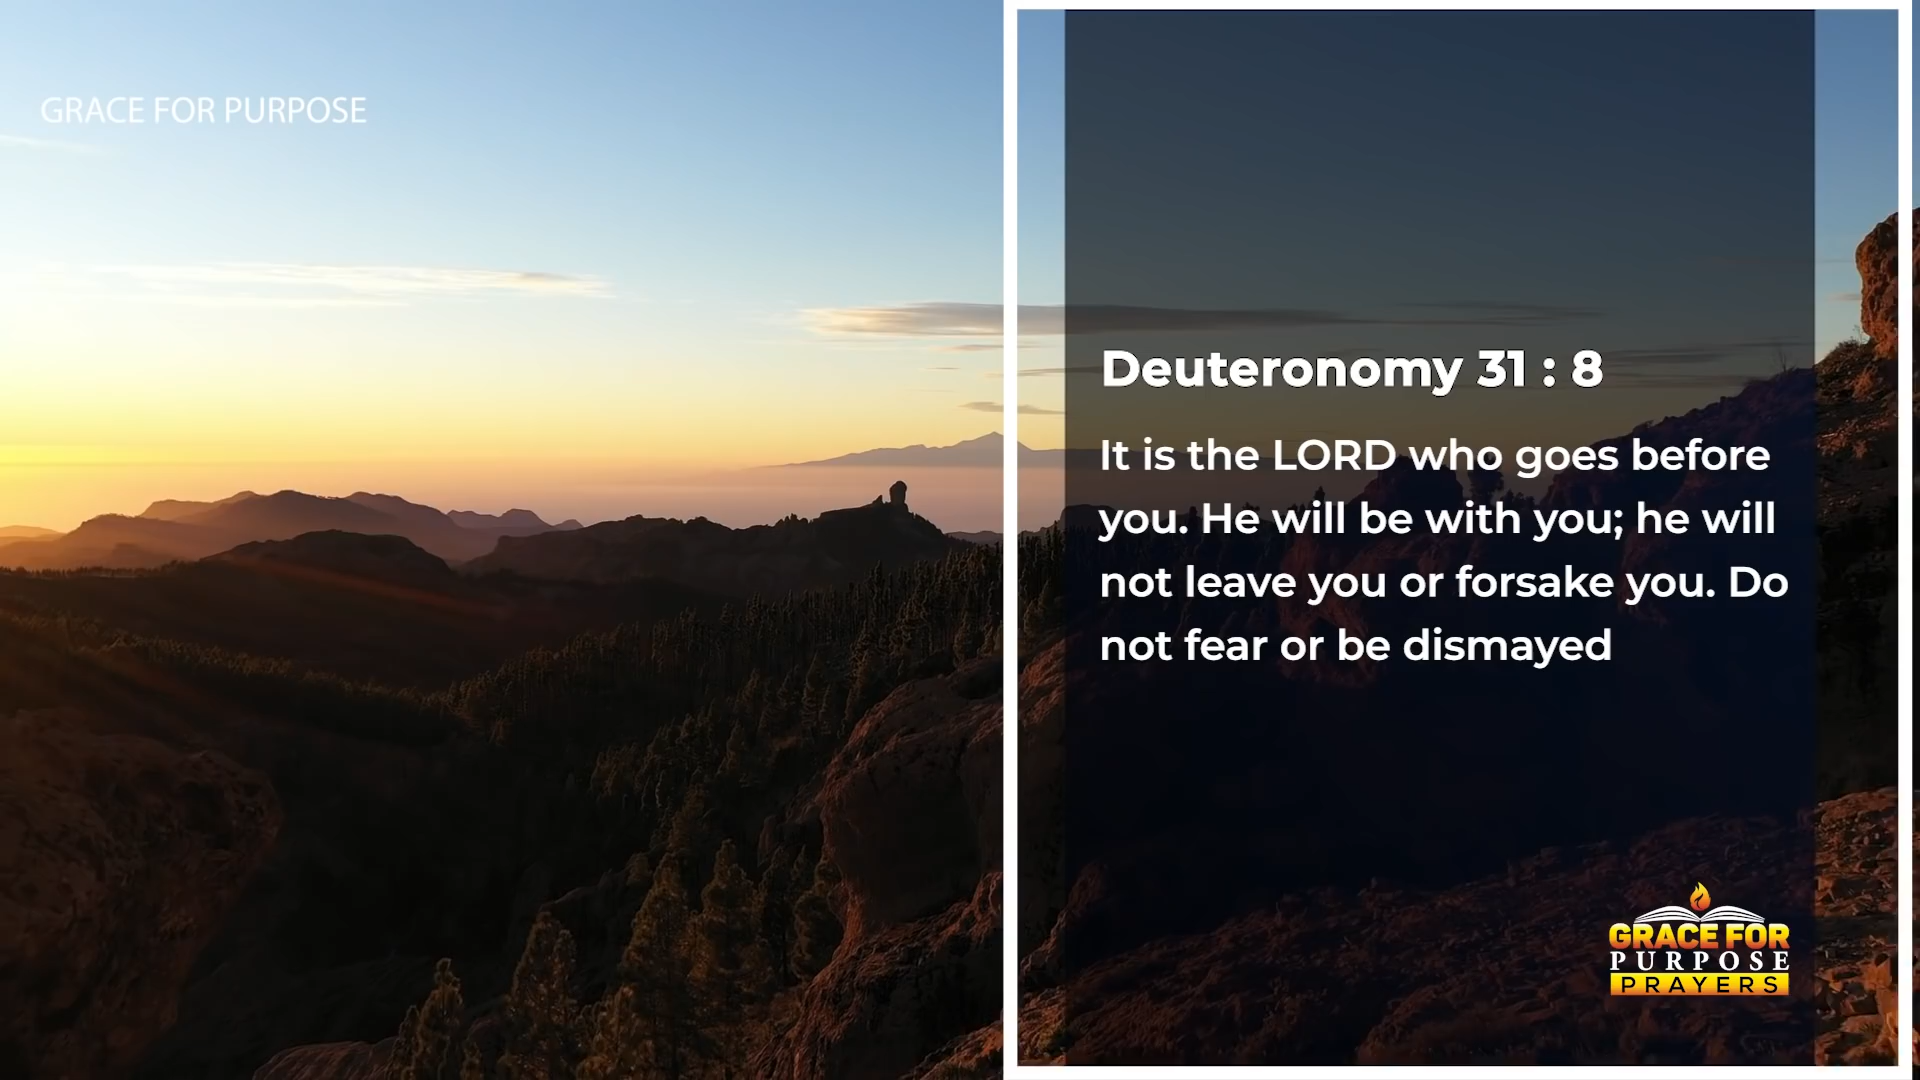 GRACE FOR PURPOSE
Deuteronomy 31 : 8
It is the LORD who goes before
you. He will be with you; he will
not leave you or forsake you. Do
not fear or be dismayed
GRACE FOR
PURPOSE
PRAYERS